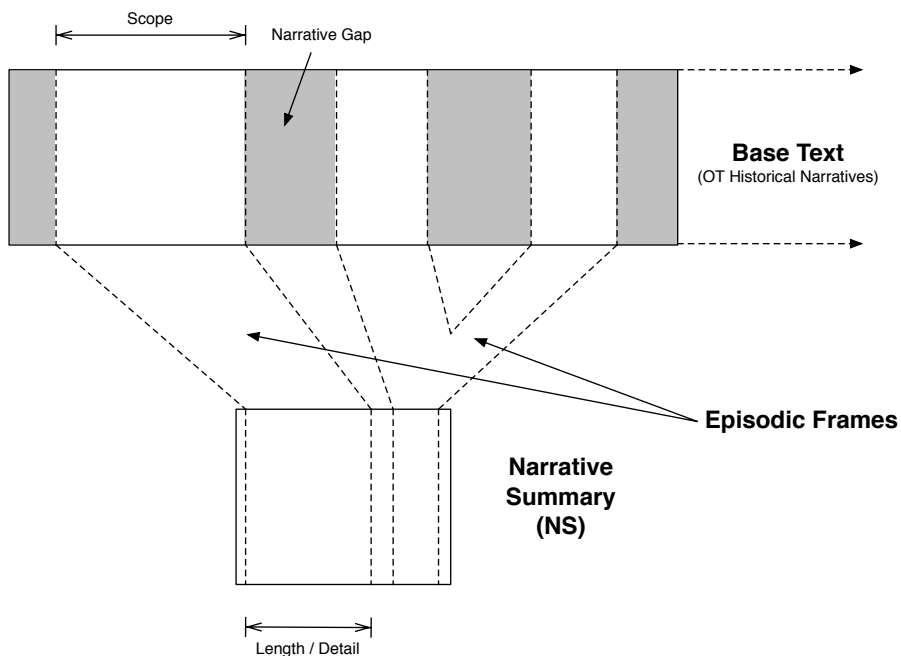 Scope
Narrative Gap
Base Text
(OT Historical Narratives)
Episodic Frames
Narrative
Summary
(NS)
Length / Detail